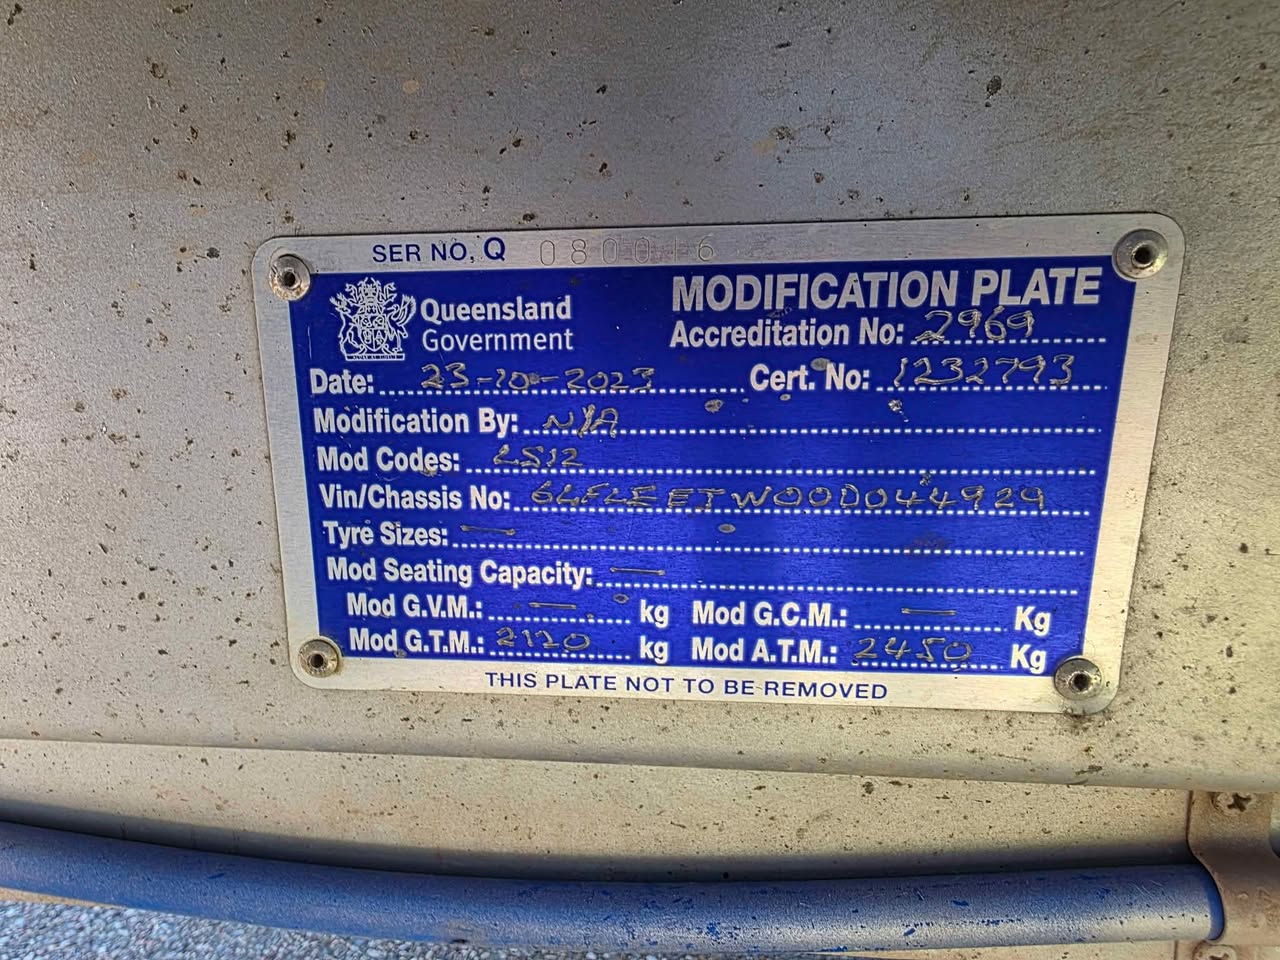 SER NO, Q 080016
Queensland
Government
MODIFICATION PLATE
Accreditation No: 2969
Date: 23-10-2023 Cert. No: 1232793
Modification By: N/A
Mod Codes: LS12
Vin/Chassis No: 6LFLEETWOOD044929
Tyre Sizes: —
Mod Seating Capacity: —
Mod G.V.M.: — kg Mod G.C.M.: — Kg
Mod G.T.M.: 2120 kg Mod A.T.M.: 2450 Kg
THIS PLATE NOT TO BE REMOVED